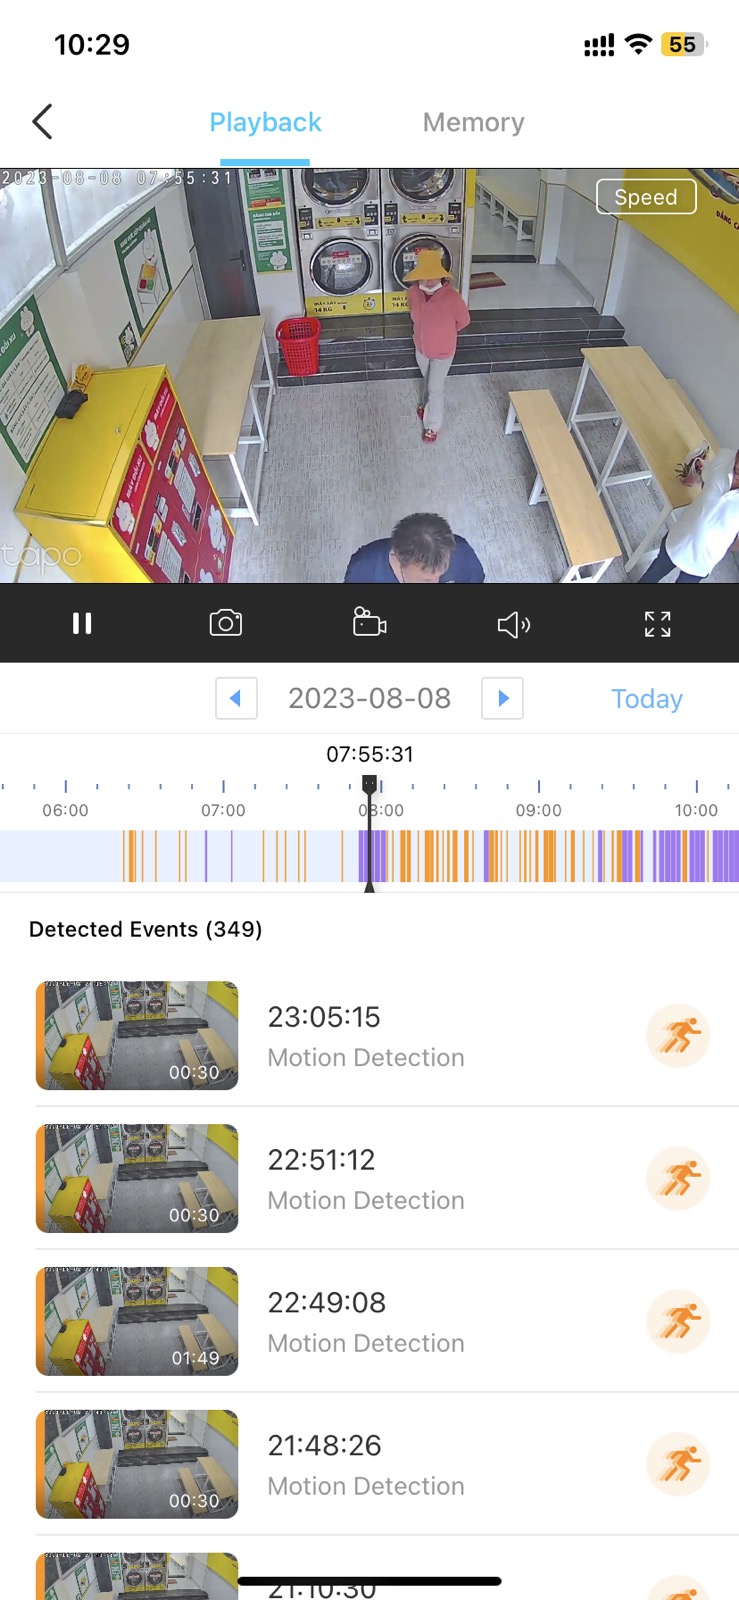 10:29
55
Playback
Memory
2023-08-08 07:55:31
Speed
ĐẶNG
MÁY SẤY
14 KG
14 KG
MÁY ĐỔI XU
tapo
2023-08-08
Today
07:55:31
06:00
07:00
08:00
09:00
10:00
Detected Events (349)
23:05:15
Motion Detection
00:30
22:51:12
Motion Detection
00:30
22:49:08
Motion Detection
01:49
21:48:26
Motion Detection
00:30
21:10:30